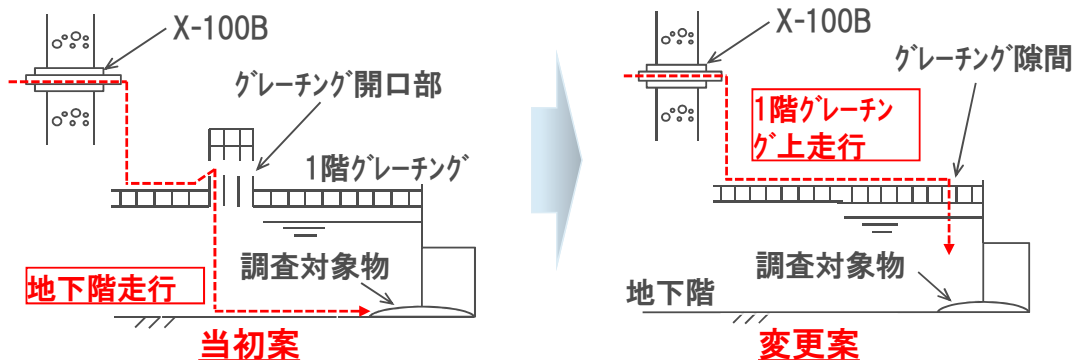 X-100B
ｸﾞﾚｰﾁﾝｸﾞ開口部
1階ｸﾞﾚｰﾁﾝｸﾞ
地下階走行
調査対象物
当初案
X-100B
ｸﾞﾚｰﾁﾝｸﾞ隙間
1階ｸﾞﾚｰﾁﾝ
ｸﾞ上走行
調査対象物
地下階
変更案